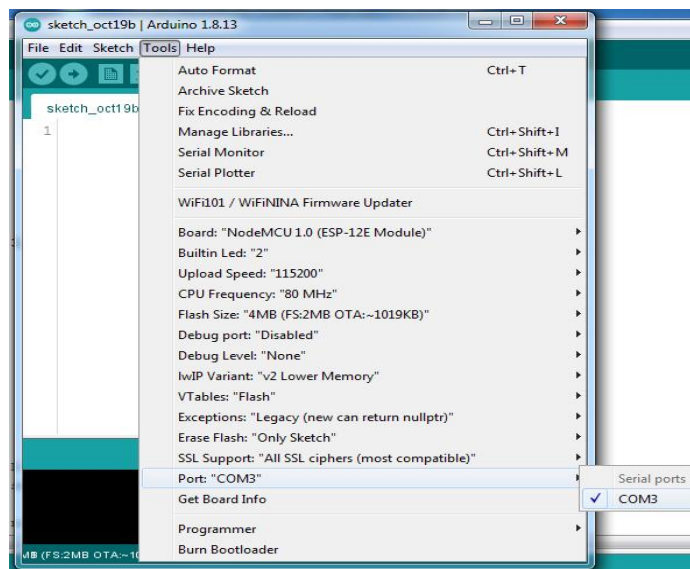 sketch_oct19b | Arduino 1.8.13
File Edit Sketch Tools Help
sketch_oct19b
1
Auto Format Ctrl+T
Archive Sketch
Fix Encoding & Reload
Manage Libraries... Ctrl+Shift+I
Serial Monitor Ctrl+Shift+M
Serial Plotter Ctrl+Shift+L
WiFi101 / WiFiNINA Firmware Updater
Board: "NodeMCU 1.0 (ESP-12E Module)"
Builtin Led: "2"
Upload Speed: "115200"
CPU Frequency: "80 MHz"
Flash Size: "4MB (FS:2MB OTA:~1019KB)"
Debug port: "Disabled"
Debug Level: "None"
lwIP Variant: "v2 Lower Memory"
VTables: "Flash"
Exceptions: "Legacy (new can return nullptr)"
Erase Flash: "Only Sketch"
SSL Support: "All SSL ciphers (most compatible)"
Port: "COM3"
Serial ports
COM3
Get Board Info
Programmer
Burn Bootloader
(FS:2MB OTA:~10